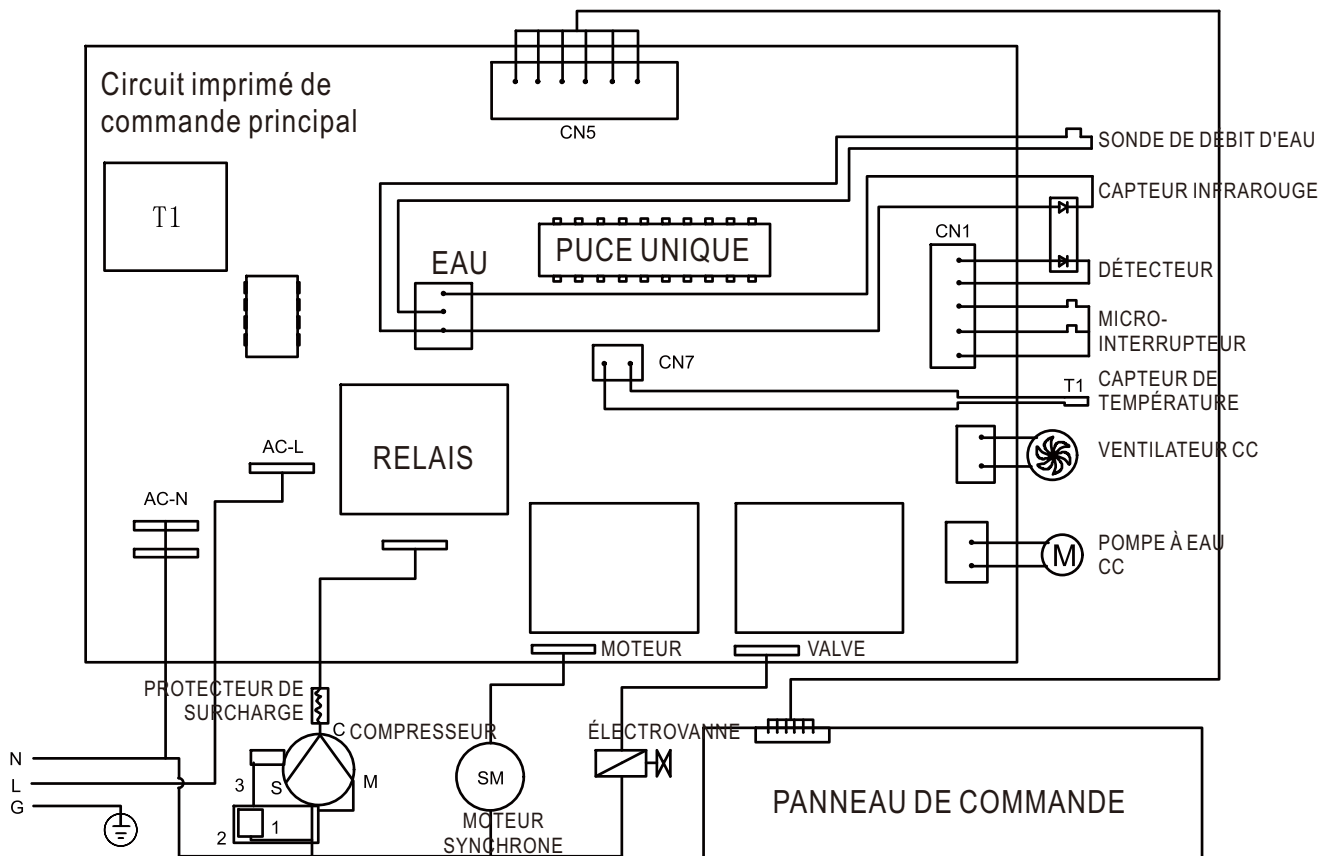 Circuit imprimé de
commande principal
CN5
SONDE DE DEBIT D'EAU
CAPTEUR INFRAROUGE
T1
PUCE UNIQUE
CN1
EAU
DÉTECTEUR
MICRO-
INTERRUPTEUR
CN7
T1
CAPTEUR DE
TEMPÉRATURE
AC-L
RELAIS
VENTILATEUR CC
AC-N
POMPE À EAU
CC
M
MOTEUR
VALVE
PROTECTEUR DE
SURCHARGE
C COMPRESSEUR
ÉLECTROVANNE
N
L
G
3
S
M
SM
2
1
MOTEUR
SYNCHRONE
PANNEAU DE COMMANDE